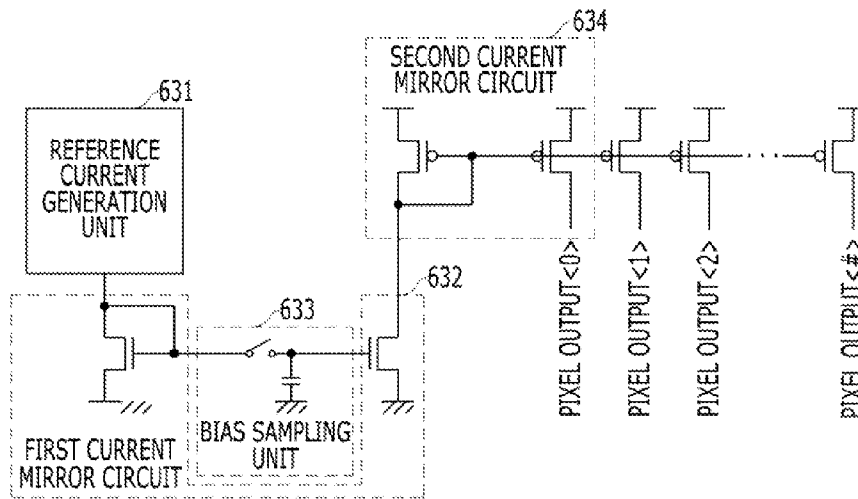 634
SECOND CURRENT
MIRROR CIRCUIT
631
REFERENCE
CURRENT
GENERATION
UNIT
632
633
BIAS SAMPLING
UNIT
FIRST CURRENT
MIRROR CIRCUIT
PIXEL OUTPUT<0>
PIXEL OUTPUT<1>
PIXEL OUTPUT<2>
PIXEL OUTPUT<#>